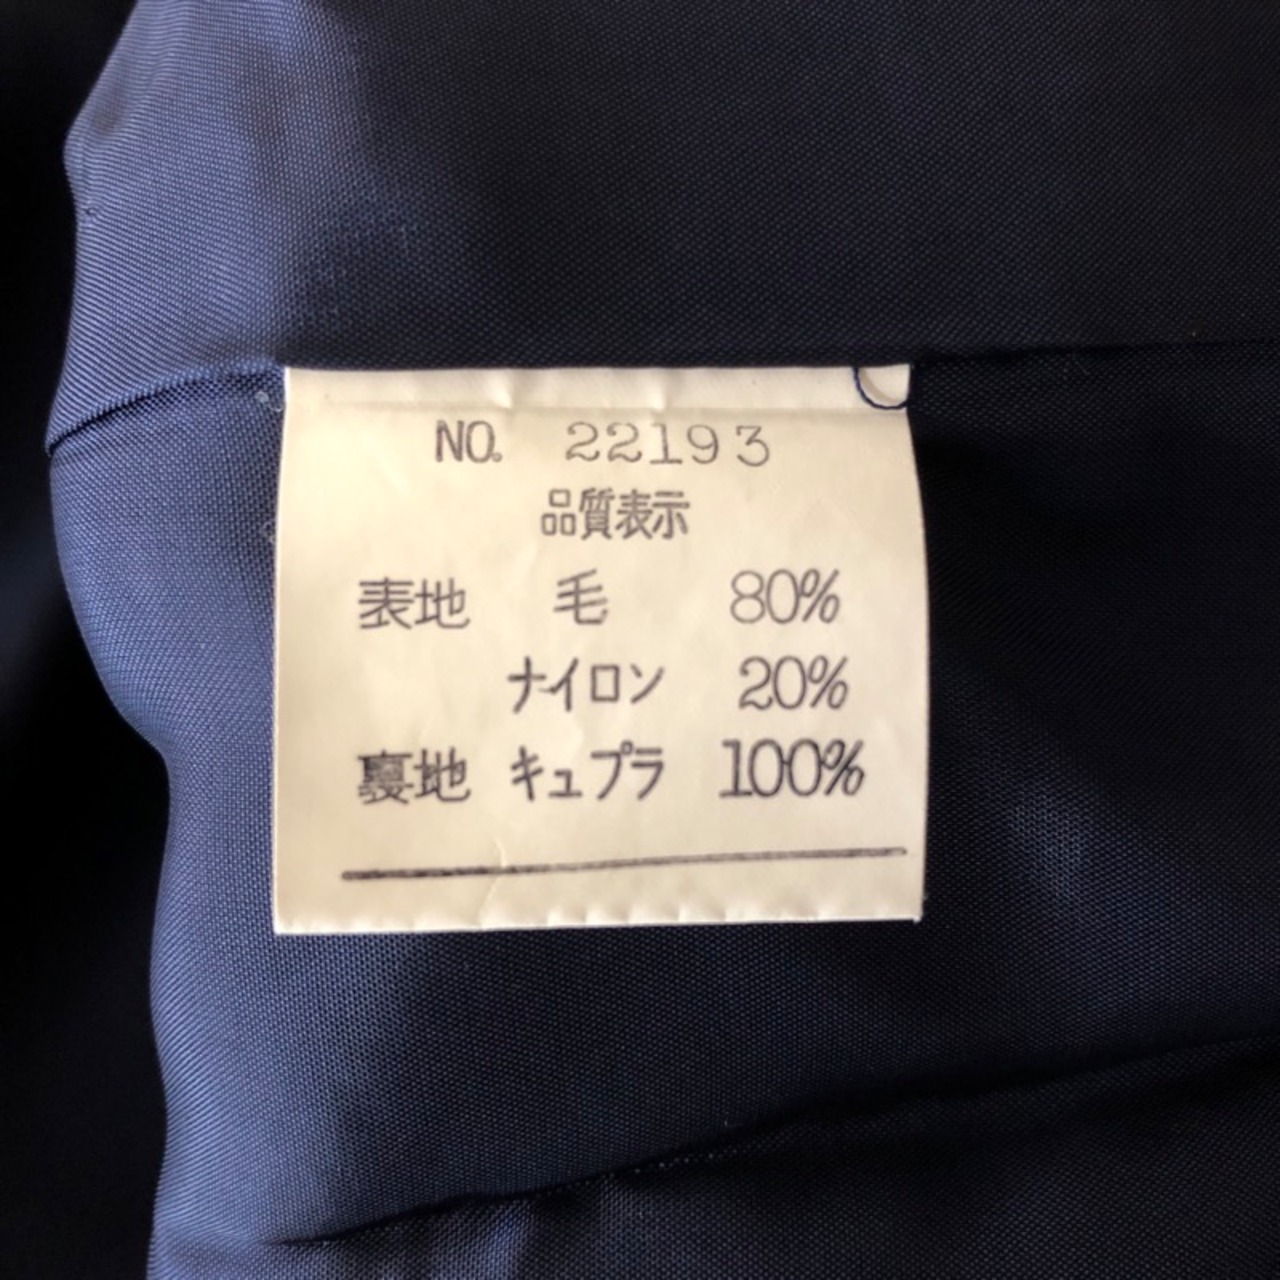 NO. 22193
品質表示
表地 毛 80%
ナイロン 20%
裏地 キュプラ 100%